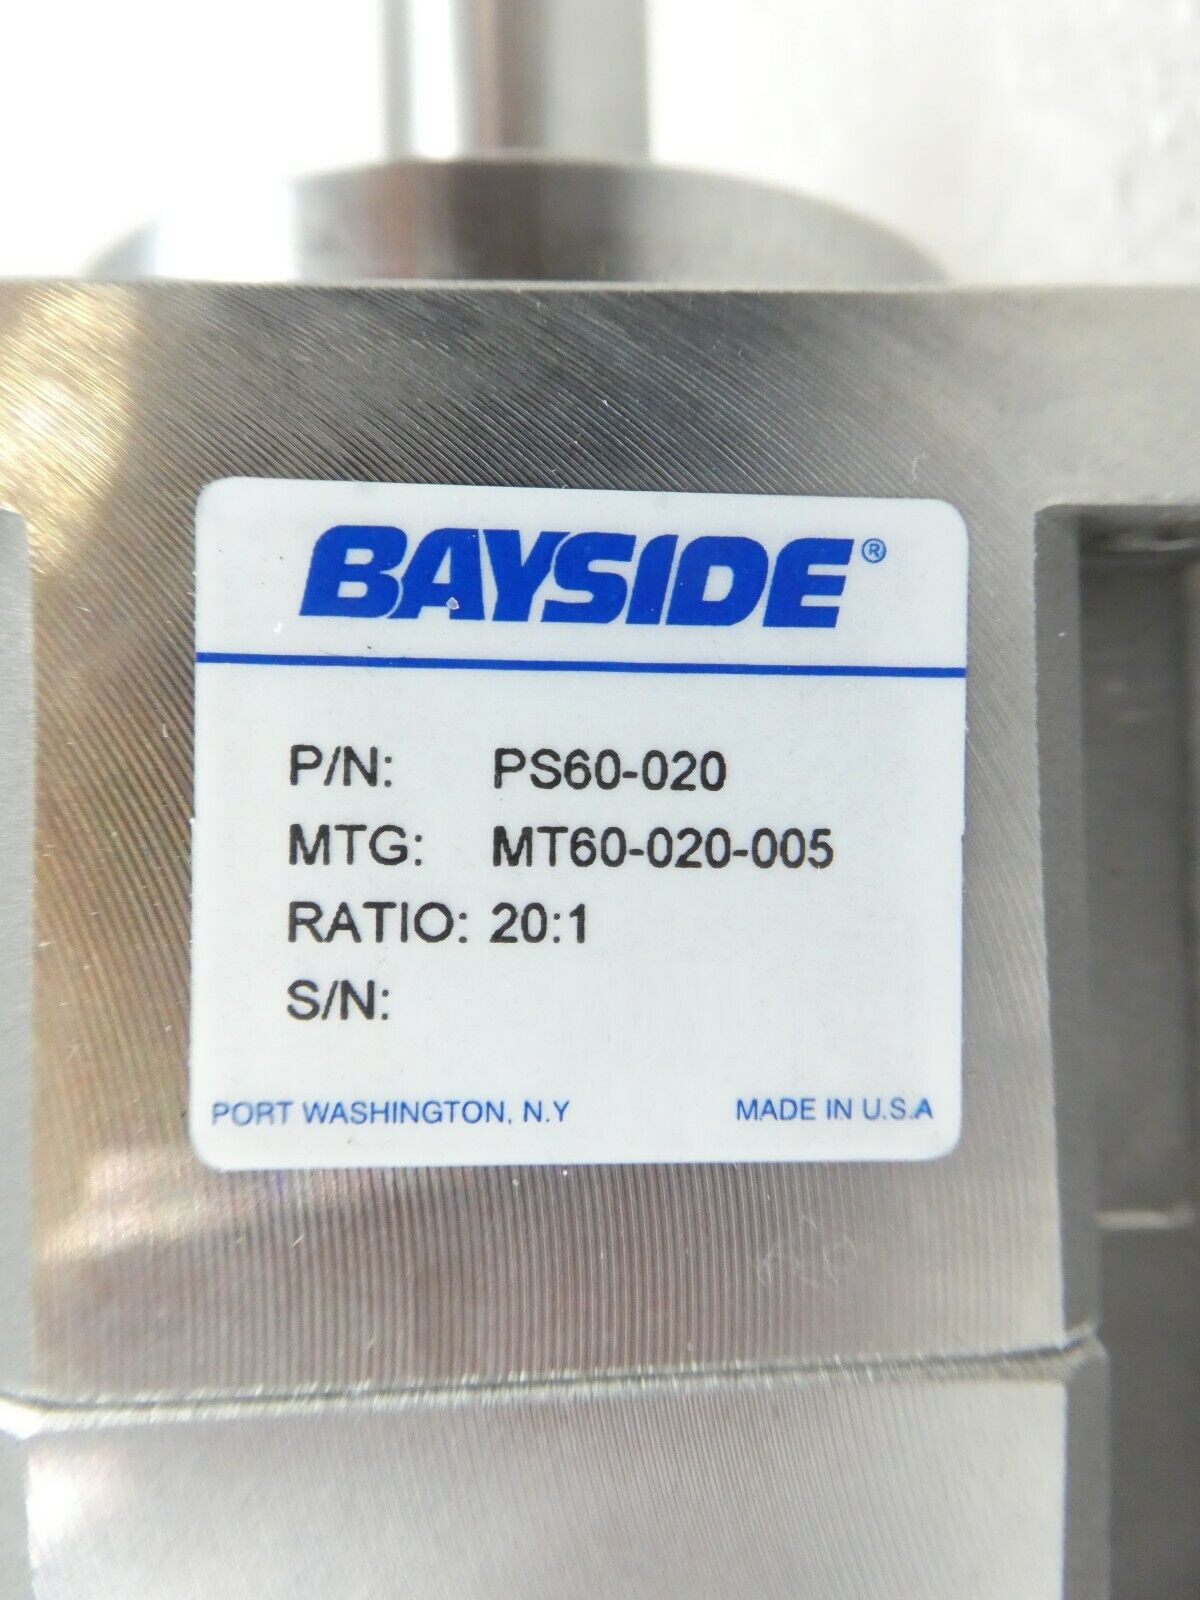 BAYSIDE®
P/N: PS60-020
MTG: MT60-020-005
RATIO: 20:1
S/N:
PORT WASHINGTON, N.Y MADE IN U.S.A